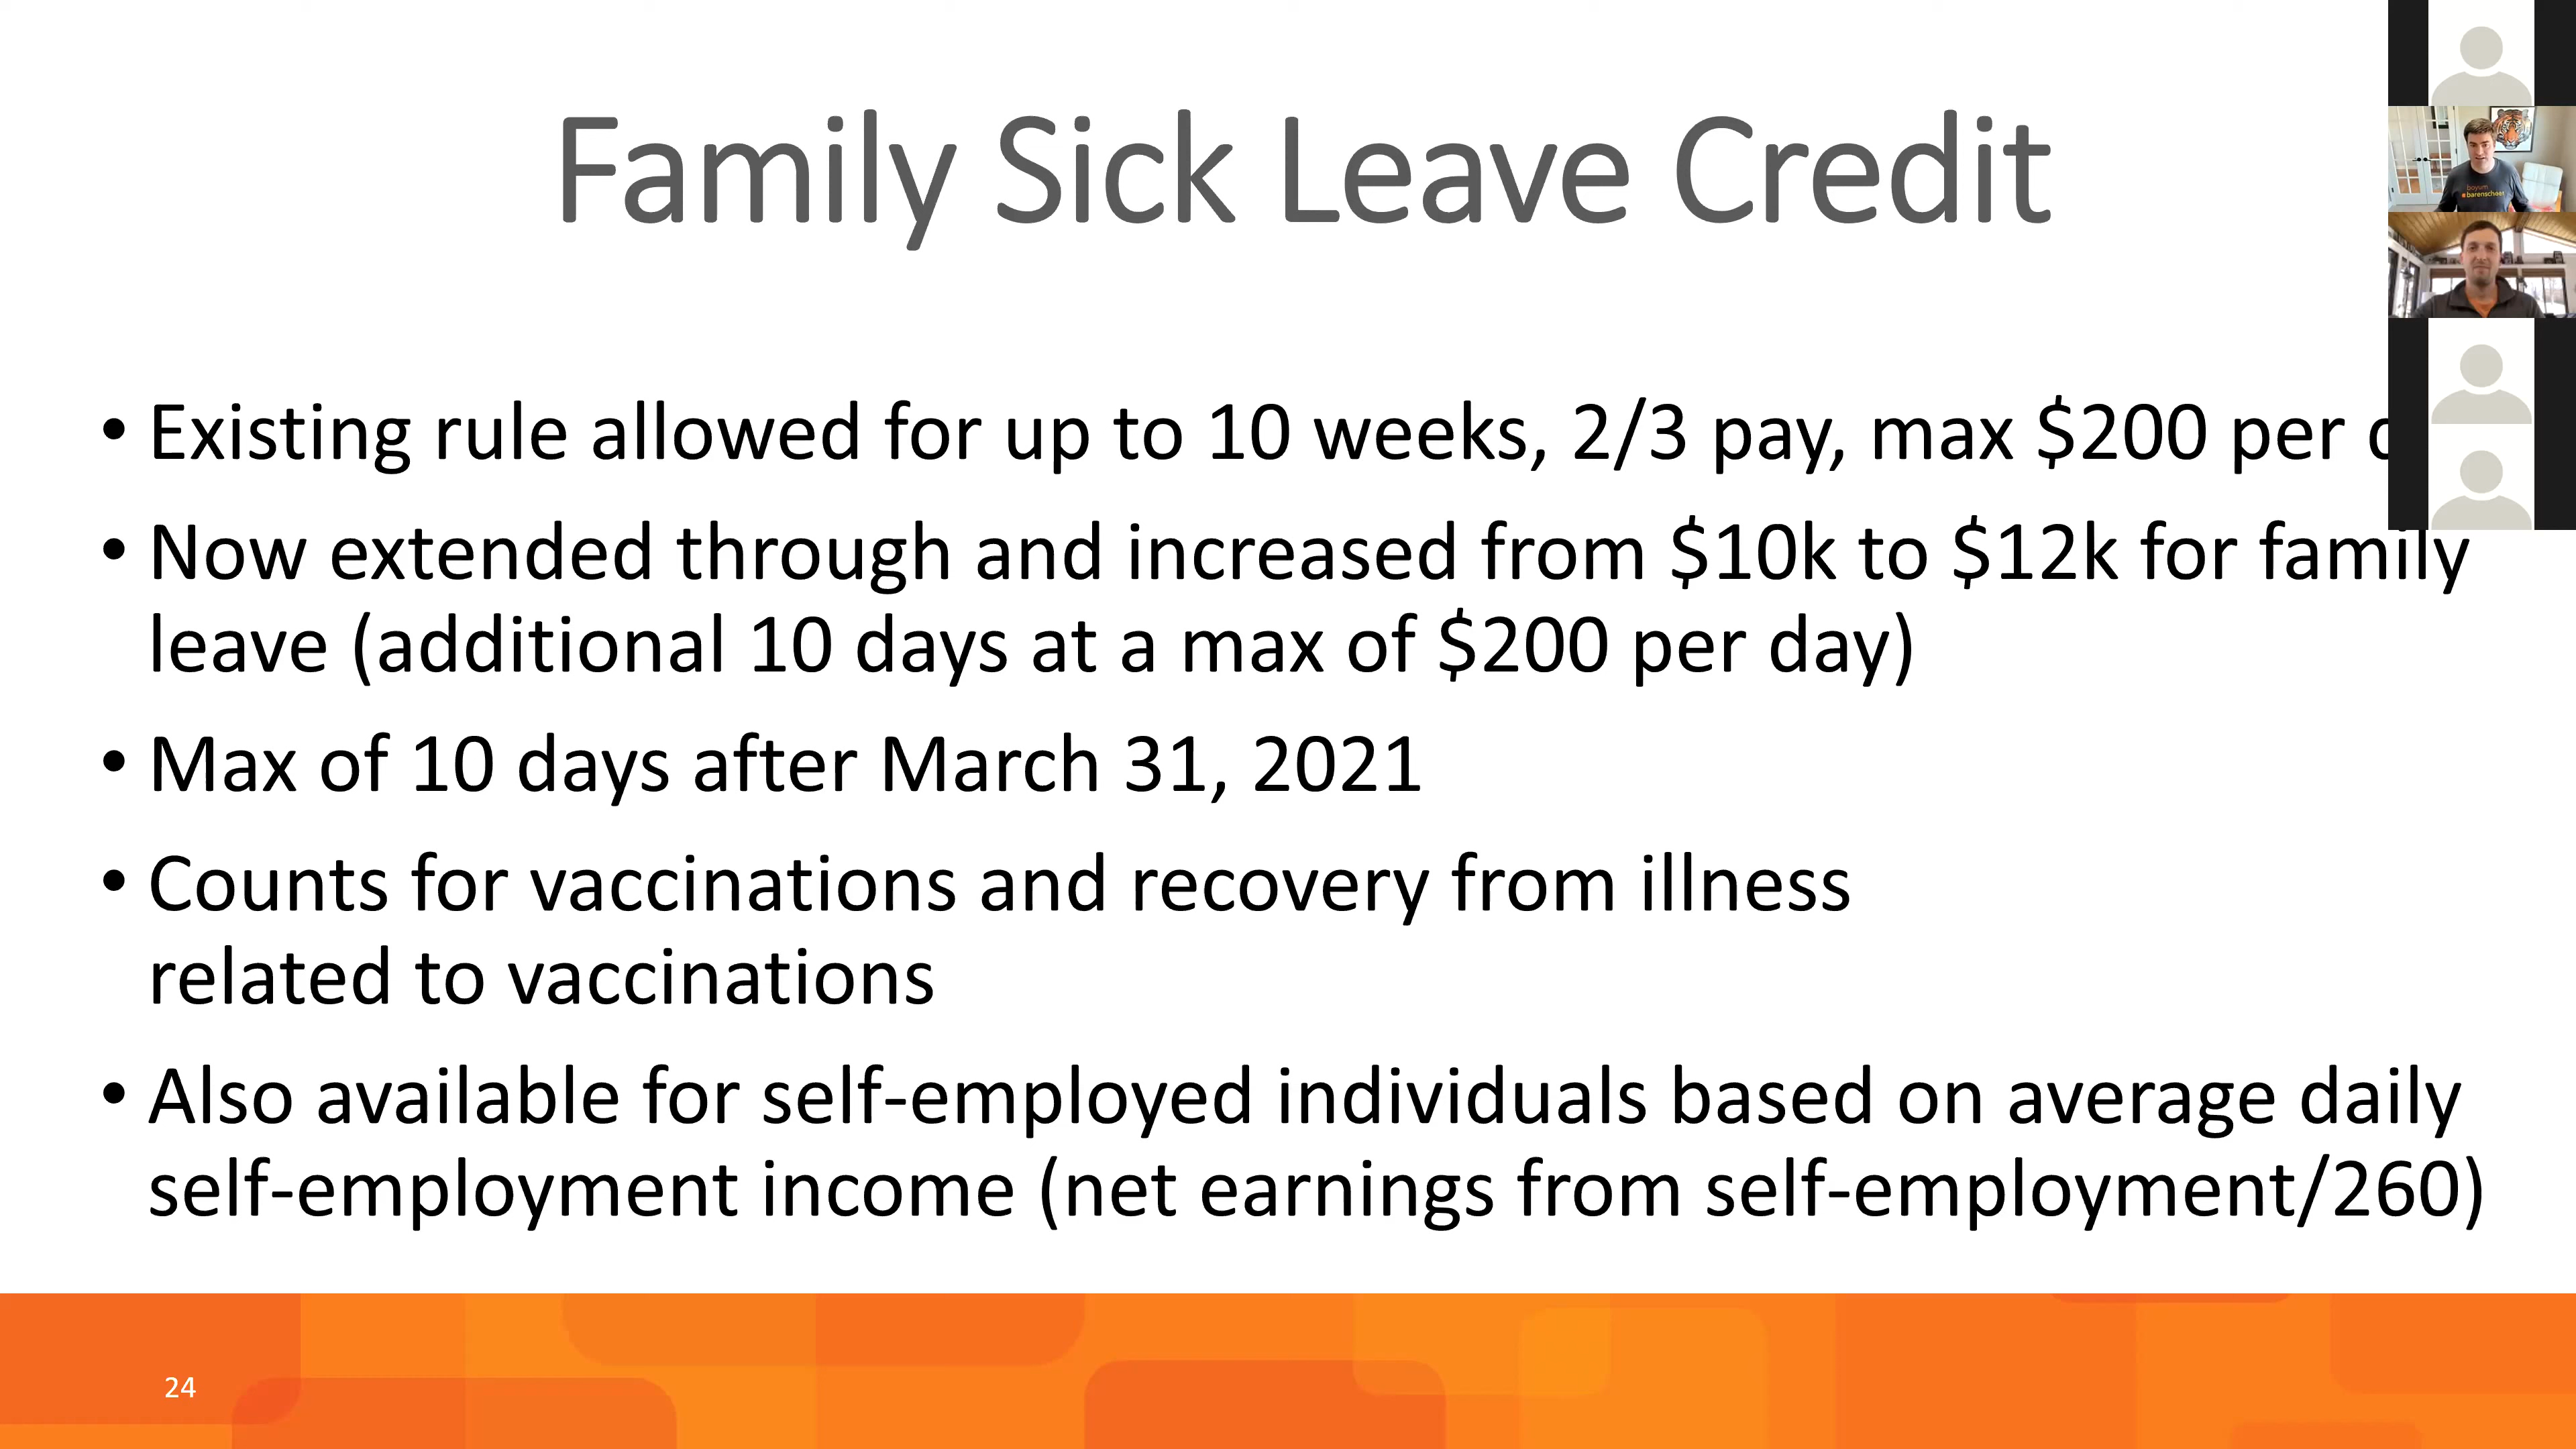 Family Sick Leave Credit
• Existing rule allowed for up to 10 weeks, 2/3 pay, max $200 per
• Now extended through and increased from $10k to $12k for family
leave (additional 10 days at a max of $200 per day)
• Max of 10 days after March 31, 2021
• Counts for vaccinations and recovery from illness
related to vaccinations
• Also available for self-employed individuals based on average daily
self-employment income (net earnings from self-employment/260)
24
boyum
barenscheer